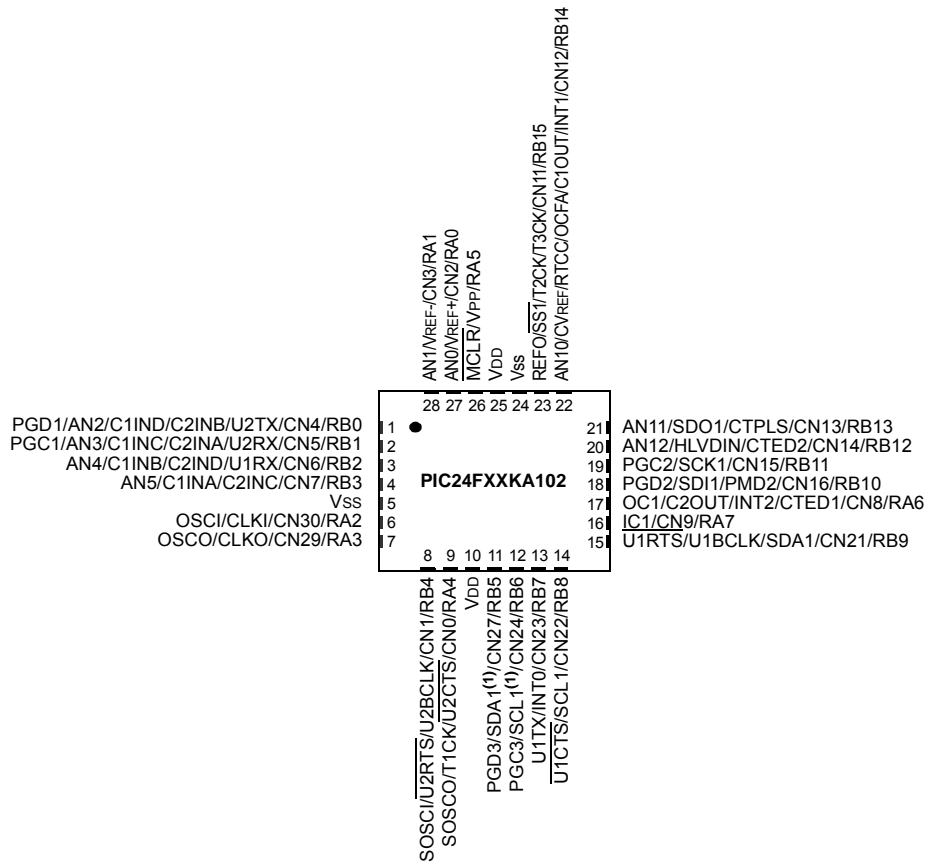 AN1/VREF-/CN3/RA1
AN0/VREF+/CN2/RA0
MCLR/VPP/RA5
VDD
Vss
REFO/SS1/T2CK/T3CK/CN11/RB15
AN10/CVREF/RTCC/OCFA/C1OUT/INT1/CN12/RB14
28 27 26 25 24 23 22
PGD1/AN2/C1IND/C2INB/U2TX/CN4/RB0 1
PGC1/AN3/C1INC/C2INA/U2RX/CN5/RB1 2
AN4/C1INB/C2IND/U1RX/CN6/RB2 3
AN5/C1INA/C2INC/CN7/RB3 4
Vss 5
OSCI/CLKI/CN30/RA2 6
OSCO/CLKO/CN29/RA3 7
PIC24FXXKA102
21 AN11/SDO1/CTPLS/CN13/RB13
20 AN12/HLVDIN/CTED2/CN14/RB12
19 PGC2/SCK1/CN15/RB11
18 PGD2/SDI1/PMD2/CN16/RB10
17 OC1/C2OUT/INT2/CTED1/CN8/RA6
16 IC1/CN9/RA7
15 U1RTS/U1BCLK/SDA1/CN21/RB9
8 9 10 11 12 13 14
SOSCI/U2RTS/U2BCLK/CN1/RB4
SOSCO/T1CK/U2CTS/CN0/RA4
VDD
PGD3/SDA1(1)/CN27/RB5
PGC3/SCL1(1)/CN24/RB6
U1TX/INT0/CN23/RB7
U1CTS/SCL1/CN22/RB8